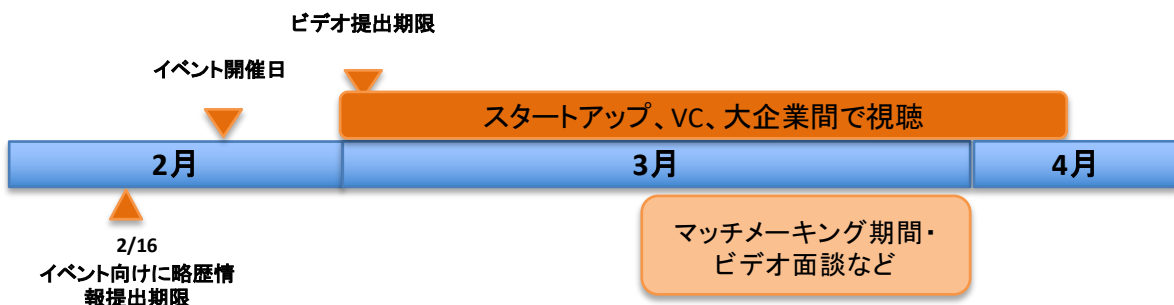 ビデオ提出期限
イベント開催日
スタートアップ、VC、大企業間で視聴
2月
3月
4月
マッチメーキング期間・
ビデオ面談など
2/16
イベント向けに略歴情
報提出期限